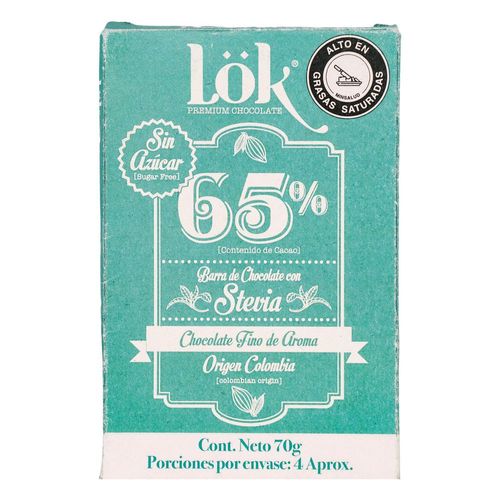 Lök®
PREMIUM CHOCOLATE
ALTO EN
GRASAS SATURADAS
MINSALUD
Sin
Azúcar
[Sugar Free]
65%
[Contenido de Cacao]
Barra de Chocolate con
Stevia
Chocolate Fino de Aroma
Origen Colombia
[colombian origin]
Cont. Neto 70g
Porciones por envase: 4 Aprox.